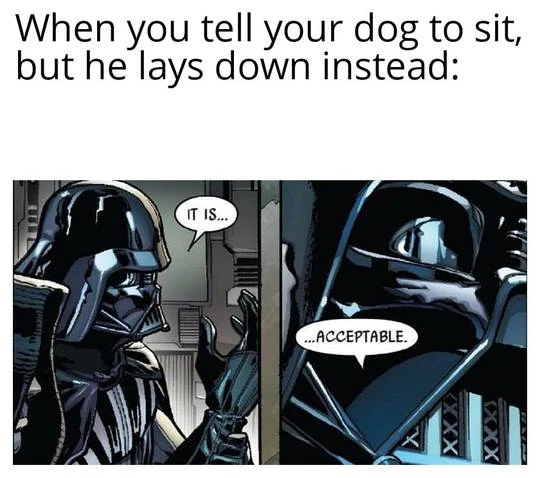 When you tell your dog to sit,
but he lays down instead:
IT IS...
...ACCEPTABLE.